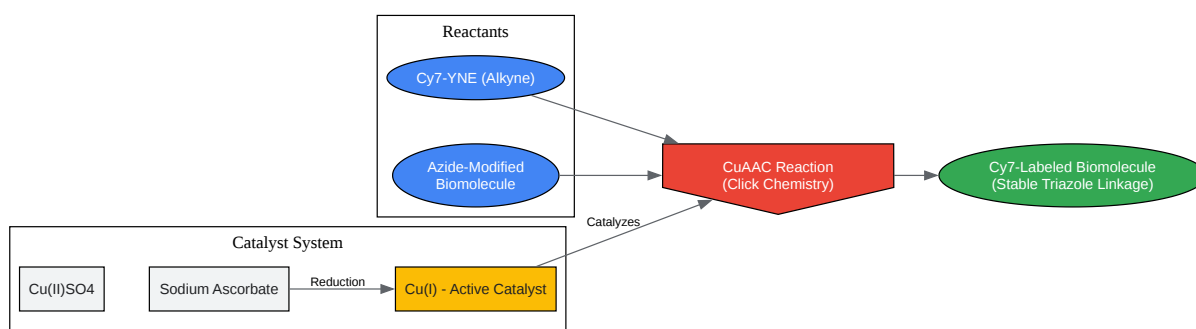 Reactants
Cy7-YNE (Alkyne)
Azide-Modified
Biomolecule
CuAAC Reaction
(Click Chemistry)
Cy7-Labeled Biomolecule
(Stable Triazole Linkage)
Catalyzes
Catalyst System
Cu(II)SO4
Sodium Ascorbate
Reduction
Cu(I) - Active Catalyst